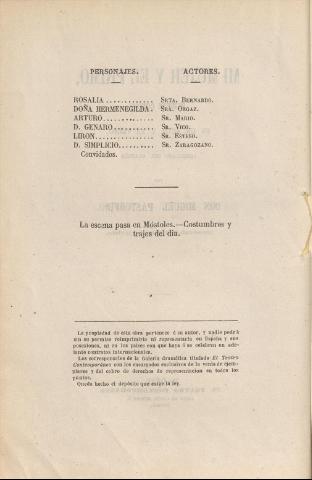 PERSONAJES. ACTORES.
ROSALIA............. SRTA. BERNARDO.
DOÑA HERMENEGILDA. SRA. ORGAZ.
ARTURO.............. SR. MARIO.
D. GENARO........... SR. VICO.
LIRON............... SR.
D. SIMPLICIO.......... SR. ZARAGOZANO.
Convidados.
La escena pasa en Móstoles.—Costumbres y
trajes del dia.
La propiedad de esta obra pertenece á su autor, y nadie podrá
sin su permiso reimprimirla ni representarla en España y sus
posesiones, ni en los paises con que haya ó se celebren en ade-
lante contratos internacionales.
Los corresponsales de la Galería dramática titulada El Teatro
Contemporáneo son los encargados exclusivos de la venta de ejem-
plares y del cobro de derechos de representacion en todos los
puntos.
Queda hecho el depósito que exige la ley.